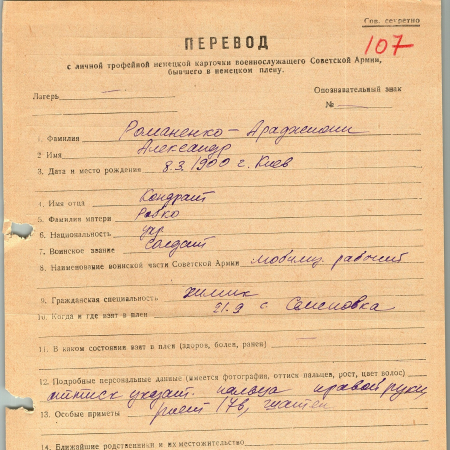 Сов. секретно
107
ПЕРЕВОД
с личной трофейной немецкой карточки военнослужащего Советской Армии,
бывшего в немецком плену.
Лагерь
Опознавательный знак
№
1. Фамилия Романенко-
2. Имя Александр
3. Дата и место рождения 8.3.1900 г. Киев
4. Имя отца Кондрат
5. Фамилия матери Рабко
6. Национальность укр
7. Воинское звание солдат
8. Наименование воинской части Советской Армии мобилиз. рабочий
9. Гражданская специальность химик
10. Когда и где взят в плен 21.9 с. Семеновка
11. В каком состоянии взят в плен (здоров, болен, ранен)
12. Подробные персональные данные (имеется фотография, оттиск пальцев, рост, цвет волос)
оттиск указат. пальца правой руки
13. Особые приметы рост 178,
14. Ближайшие родственники и их местожительство